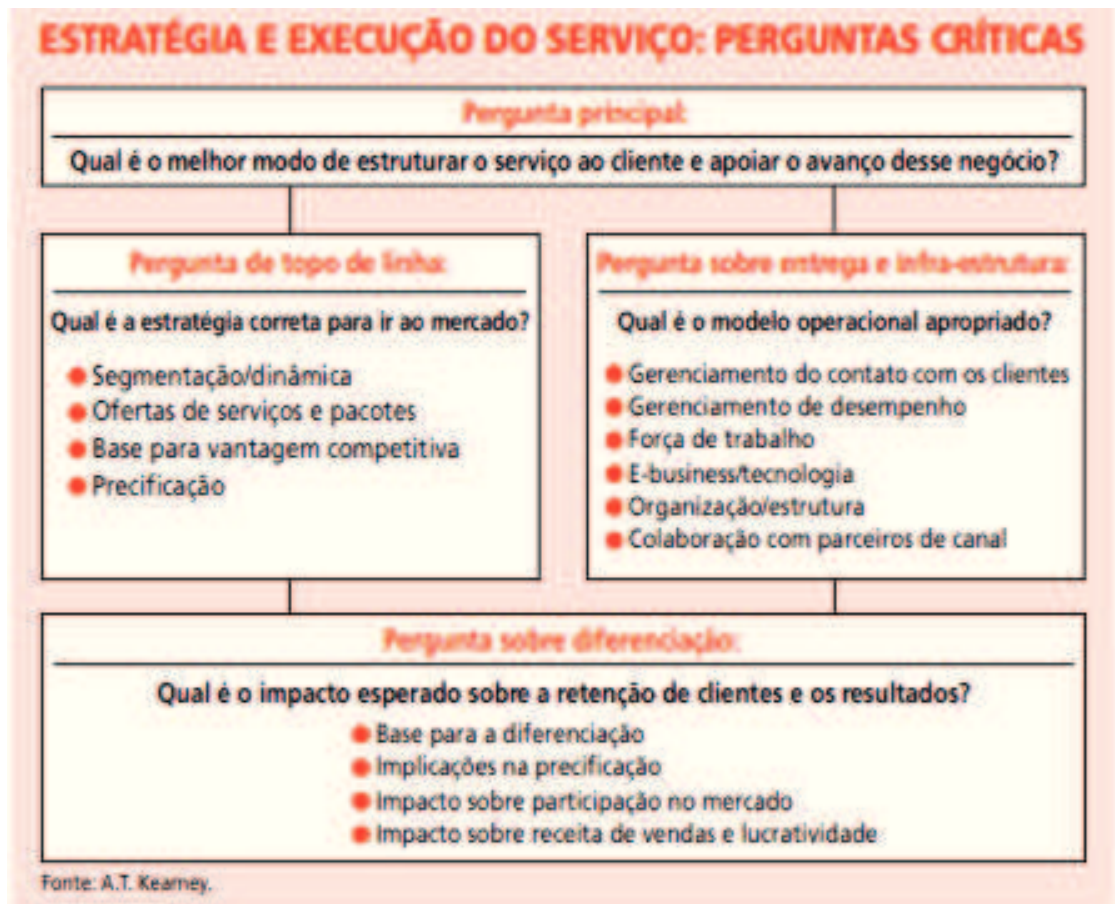 ESTRATÉGIA E EXECUÇÃO DO SERVIÇO: PERGUNTAS CRÍTICAS
Pergunta principal:
Qual é o melhor modo de estruturar o serviço ao cliente e apoiar o avanço desse negócio?
Pergunta de topo de linha:
Qual é a estratégia correta para ir ao mercado?
Segmentação/dinâmica
Ofertas de serviços e pacotes
Base para vantagem competitiva
Precificação
Pergunta sobre entrega e infra-estrutura:
Qual é o modelo operacional apropriado?
Gerenciamento do contato com os clientes
Gerenciamento de desempenho
Força de trabalho
E-business/tecnologia
Organização/estrutura
Colaboração com parceiros de canal
Pergunta sobre diferenciação:
Qual é o impacto esperado sobre a retenção de clientes e os resultados?
Base para a diferenciação
Implicações na precificação
Impacto sobre participação no mercado
Impacto sobre receita de vendas e lucratividade
Fonte: A.T. Kearney.